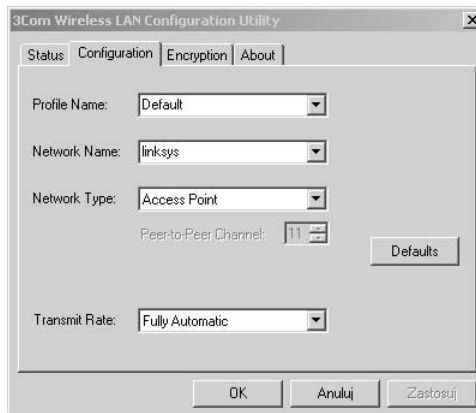 3Com Wireless LAN Configuration Utility
Status Configuration Encryption About
Profile Name: Default
Network Name: linksys
Network Type: Access Point
Peer-to-Peer Channel: 11
Defaults
Transmit Rate: Fully Automatic
OK Anuluj Zastosuj